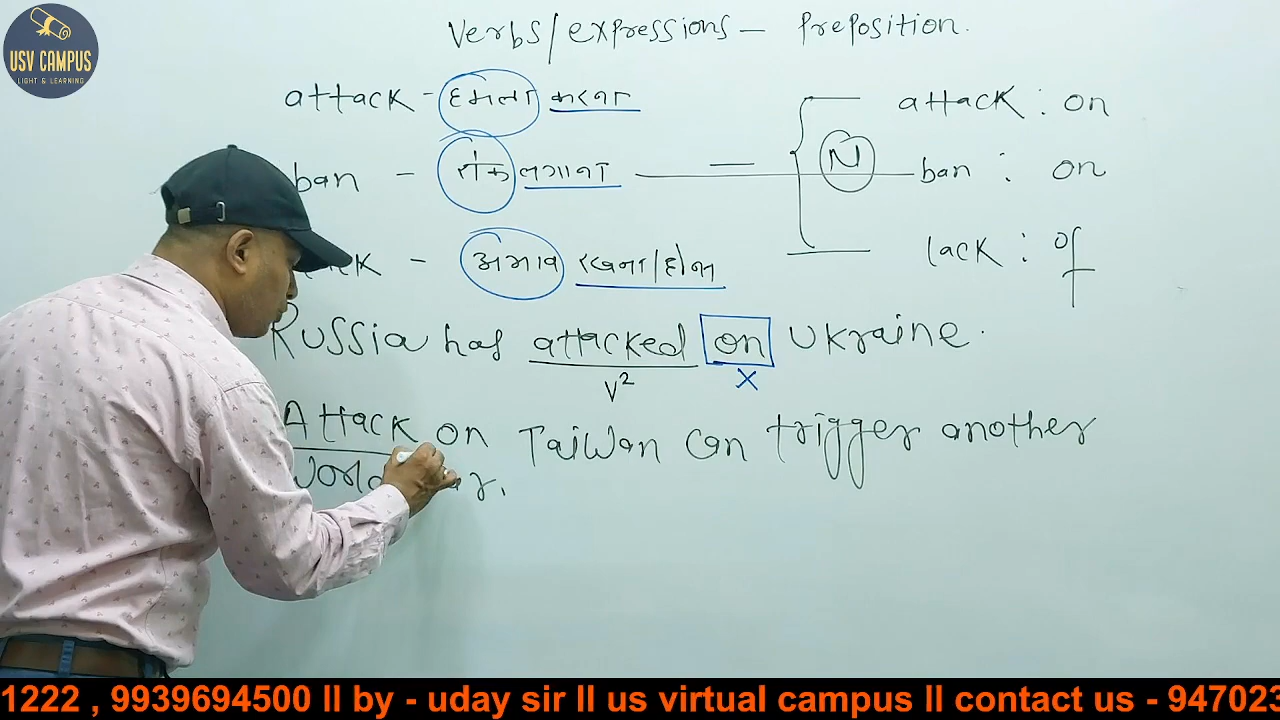 USV CAMPUS
LIGHT & LEARNING
Verbs/expressions – Preposition.
attack - हमला करना attack : on
ban - रोक लगाना — N ban : on
- अभाव रखना/होना lack : of
Russia has attacked on Ukraine.
V² X
Attack on Taiwan can trigger another
1222 , 9939694500 ll by - uday sir ll us virtual campus ll contact us - 947023